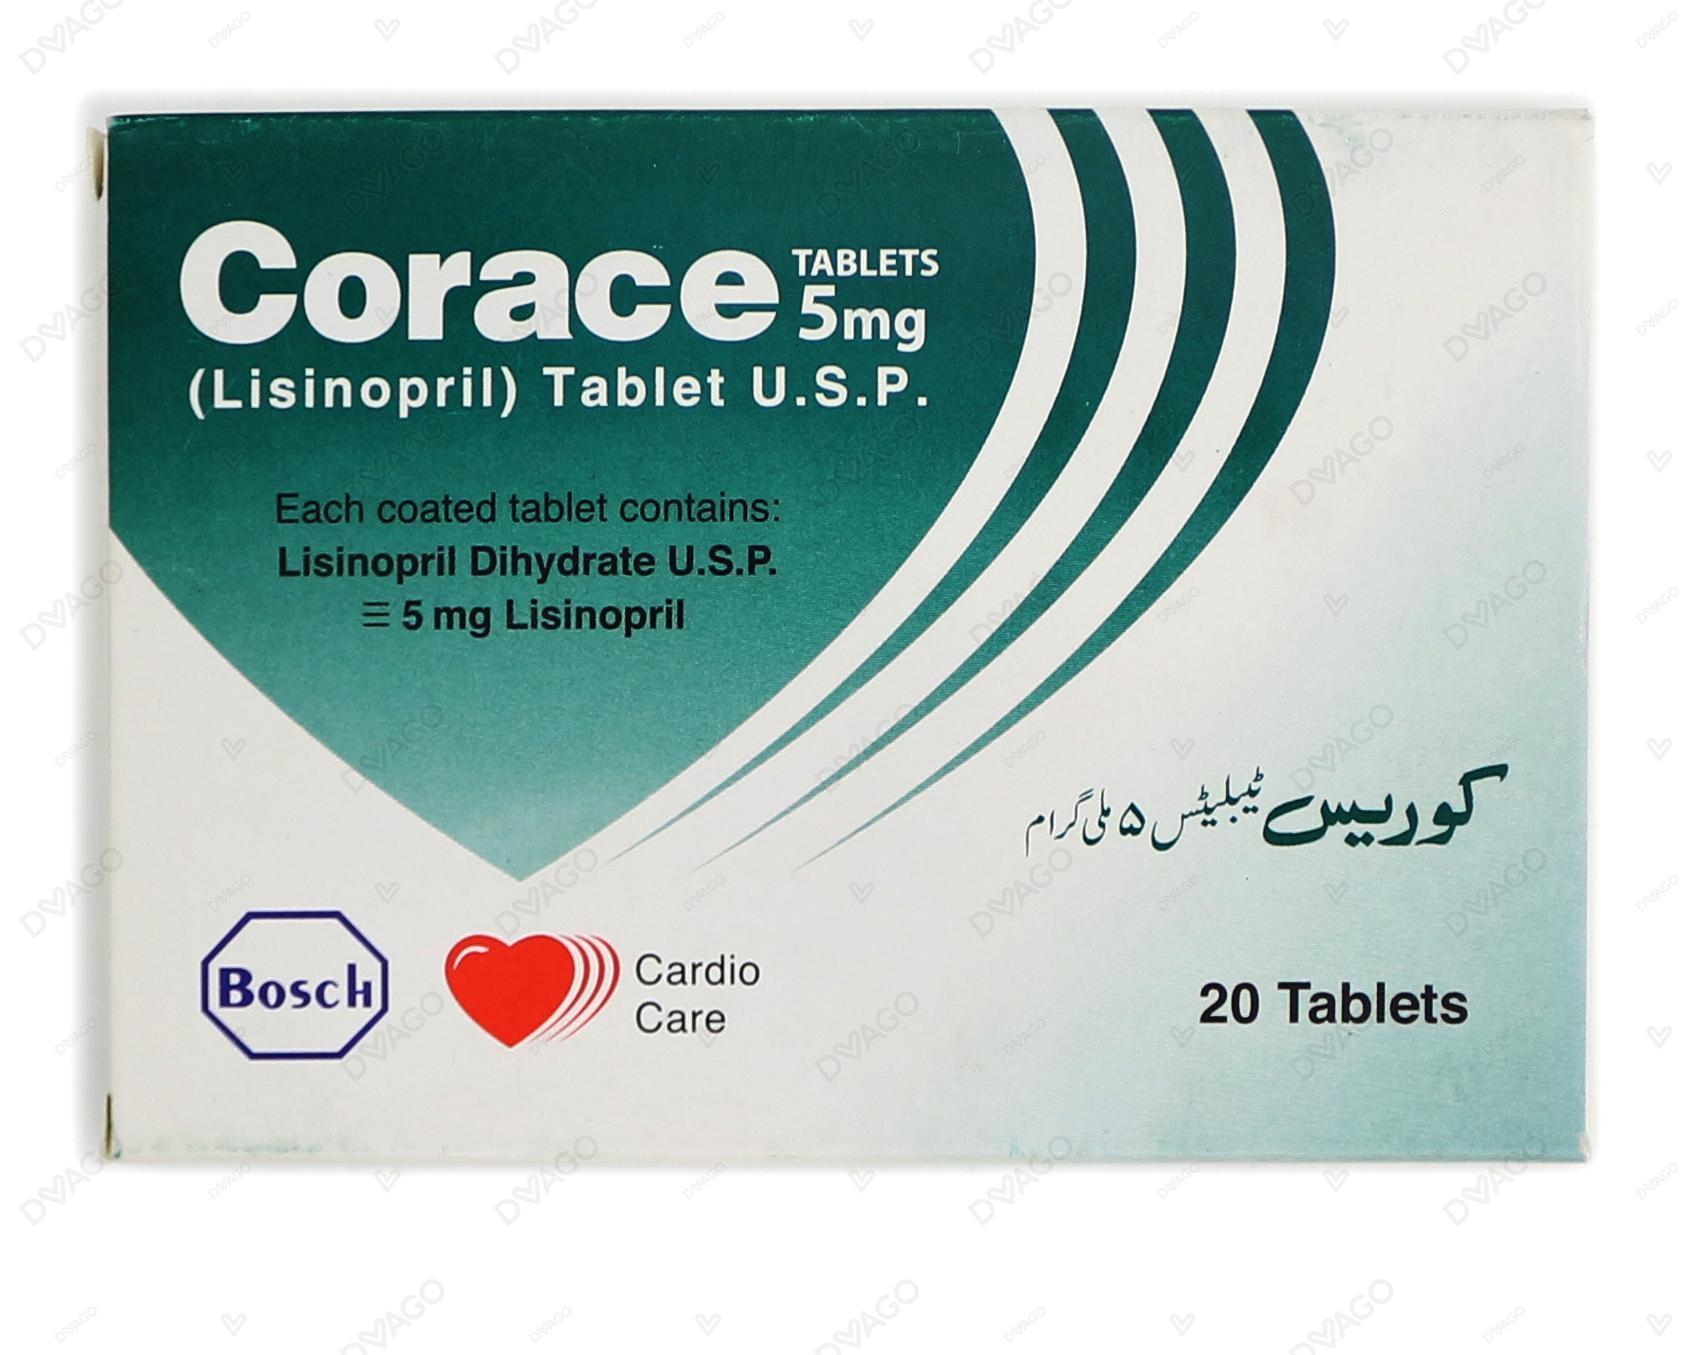 Corace TABLETS
5mg
(Lisinopril) Tablet U.S.P.
Each coated tablet contains:
Lisinopril Dihydrate U.S.P.
≡ 5 mg Lisinopril
کوریس ٹیبلیٹس ۵ ملی گرام
Bosch
Cardio
Care
20 Tablets
DVAGO